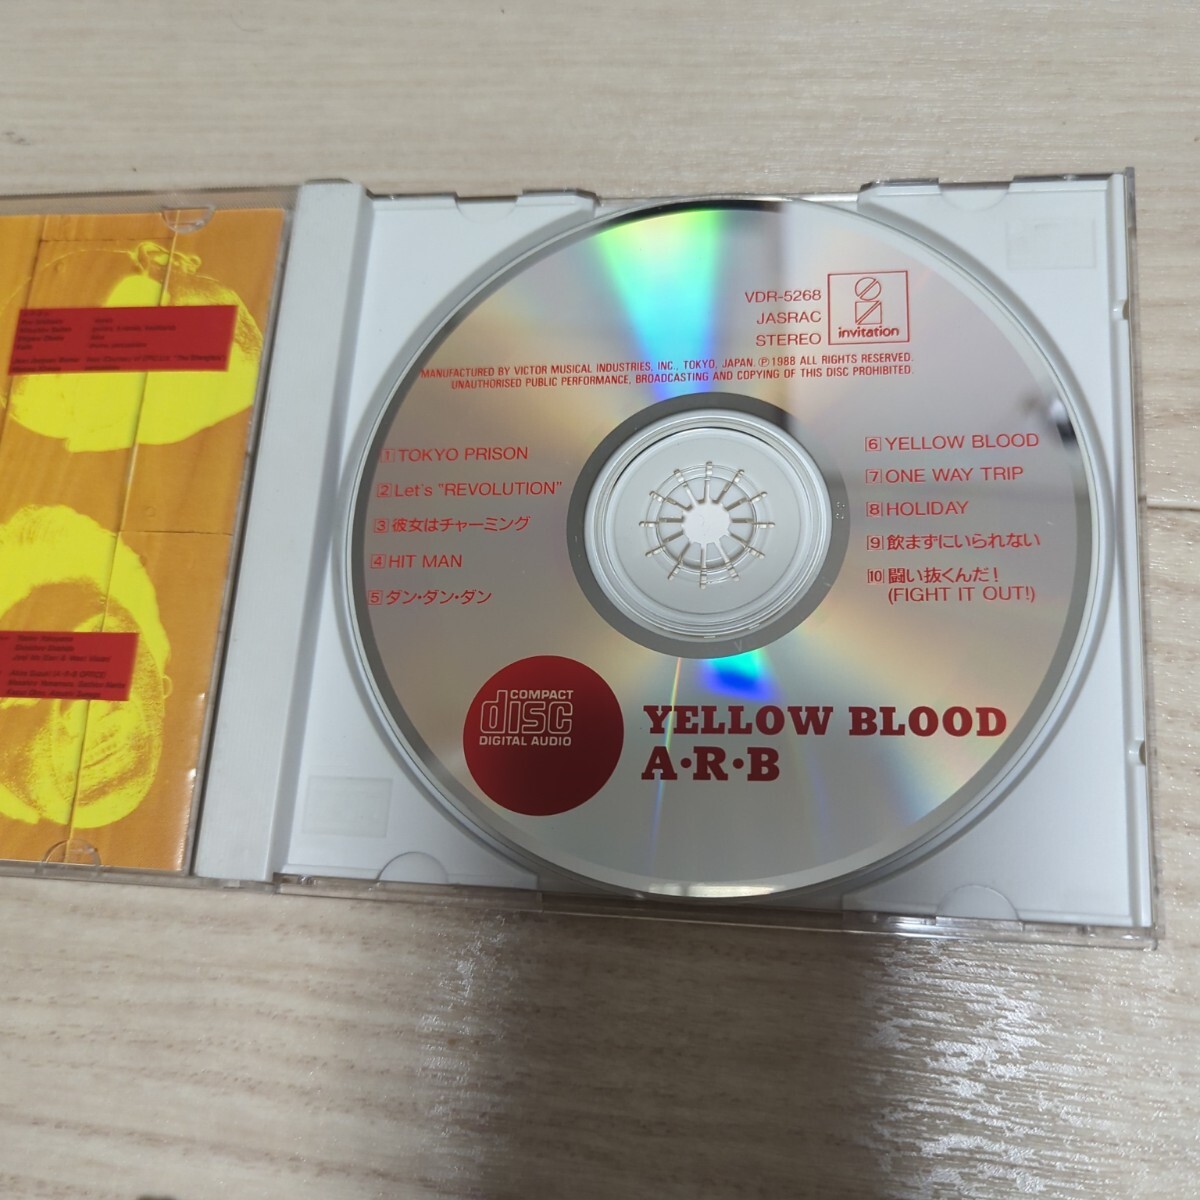 VDR-5268
JASRAC
STEREO
invitation
MANUFACTURED BY VICTOR MUSICAL INDUSTRIES, INC., TOKYO, JAPAN. ℗1988 ALL RIGHTS RESERVED.
UNAUTHORISED PUBLIC PERFORMANCE, BROADCASTING AND COPYING OF THIS DISC PROHIBITED.
1 TOKYO PRISON
2 Let's "REVOLUTION"
3 彼女はチャーミング
4 HIT MAN
5 ダン・ダン・ダン
6 YELLOW BLOOD
7 ONE WAY TRIP
8 HOLIDAY
9 飲まずにいられない
10 闘い抜くんだ!
(FIGHT IT OUT!)
COMPACT
disc
DIGITAL AUDIO
YELLOW BLOOD
A・R・B